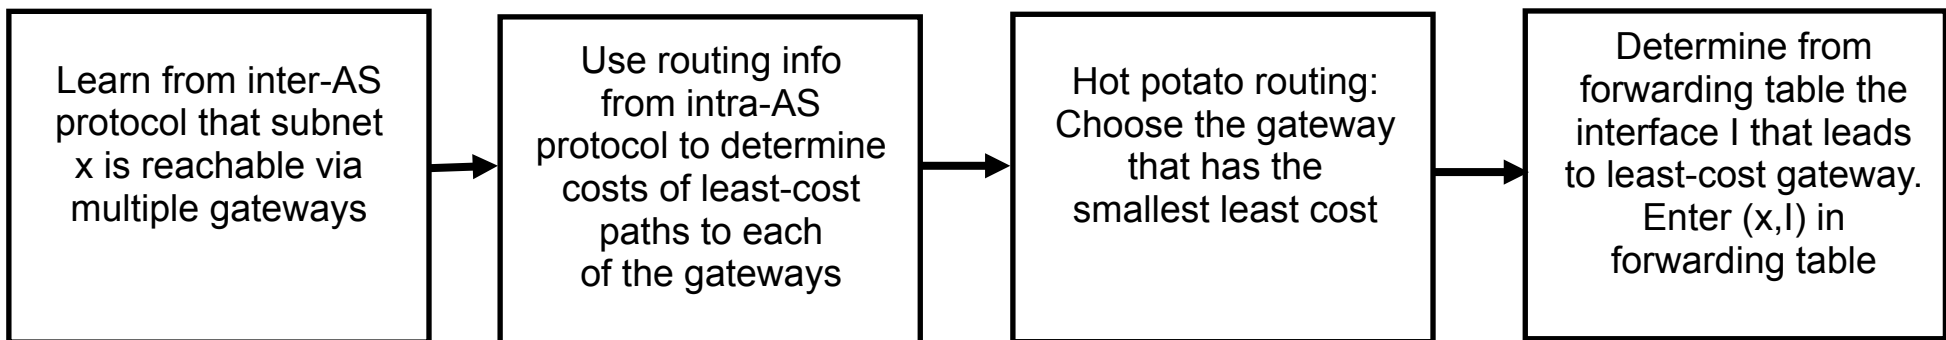 Learn from inter-AS
protocol that subnet
x is reachable via
multiple gateways
Use routing info
from intra-AS
protocol to determine
costs of least-cost
paths to each
of the gateways
Hot potato routing:
Choose the gateway
that has the
smallest least cost
Determine from
forwarding table the
interface I that leads
to least-cost gateway.
Enter (x,I) in
forwarding table